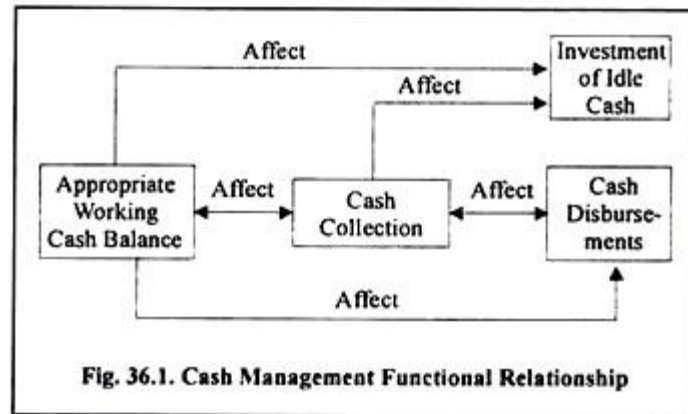 Affect
Investment
of Idle
Cash
Affect
Appropriate
Working
Cash Balance
Affect
Cash
Collection
Affect
Cash
Disburse-
ments
Affect
Fig. 36.1. Cash Management Functional Relationship